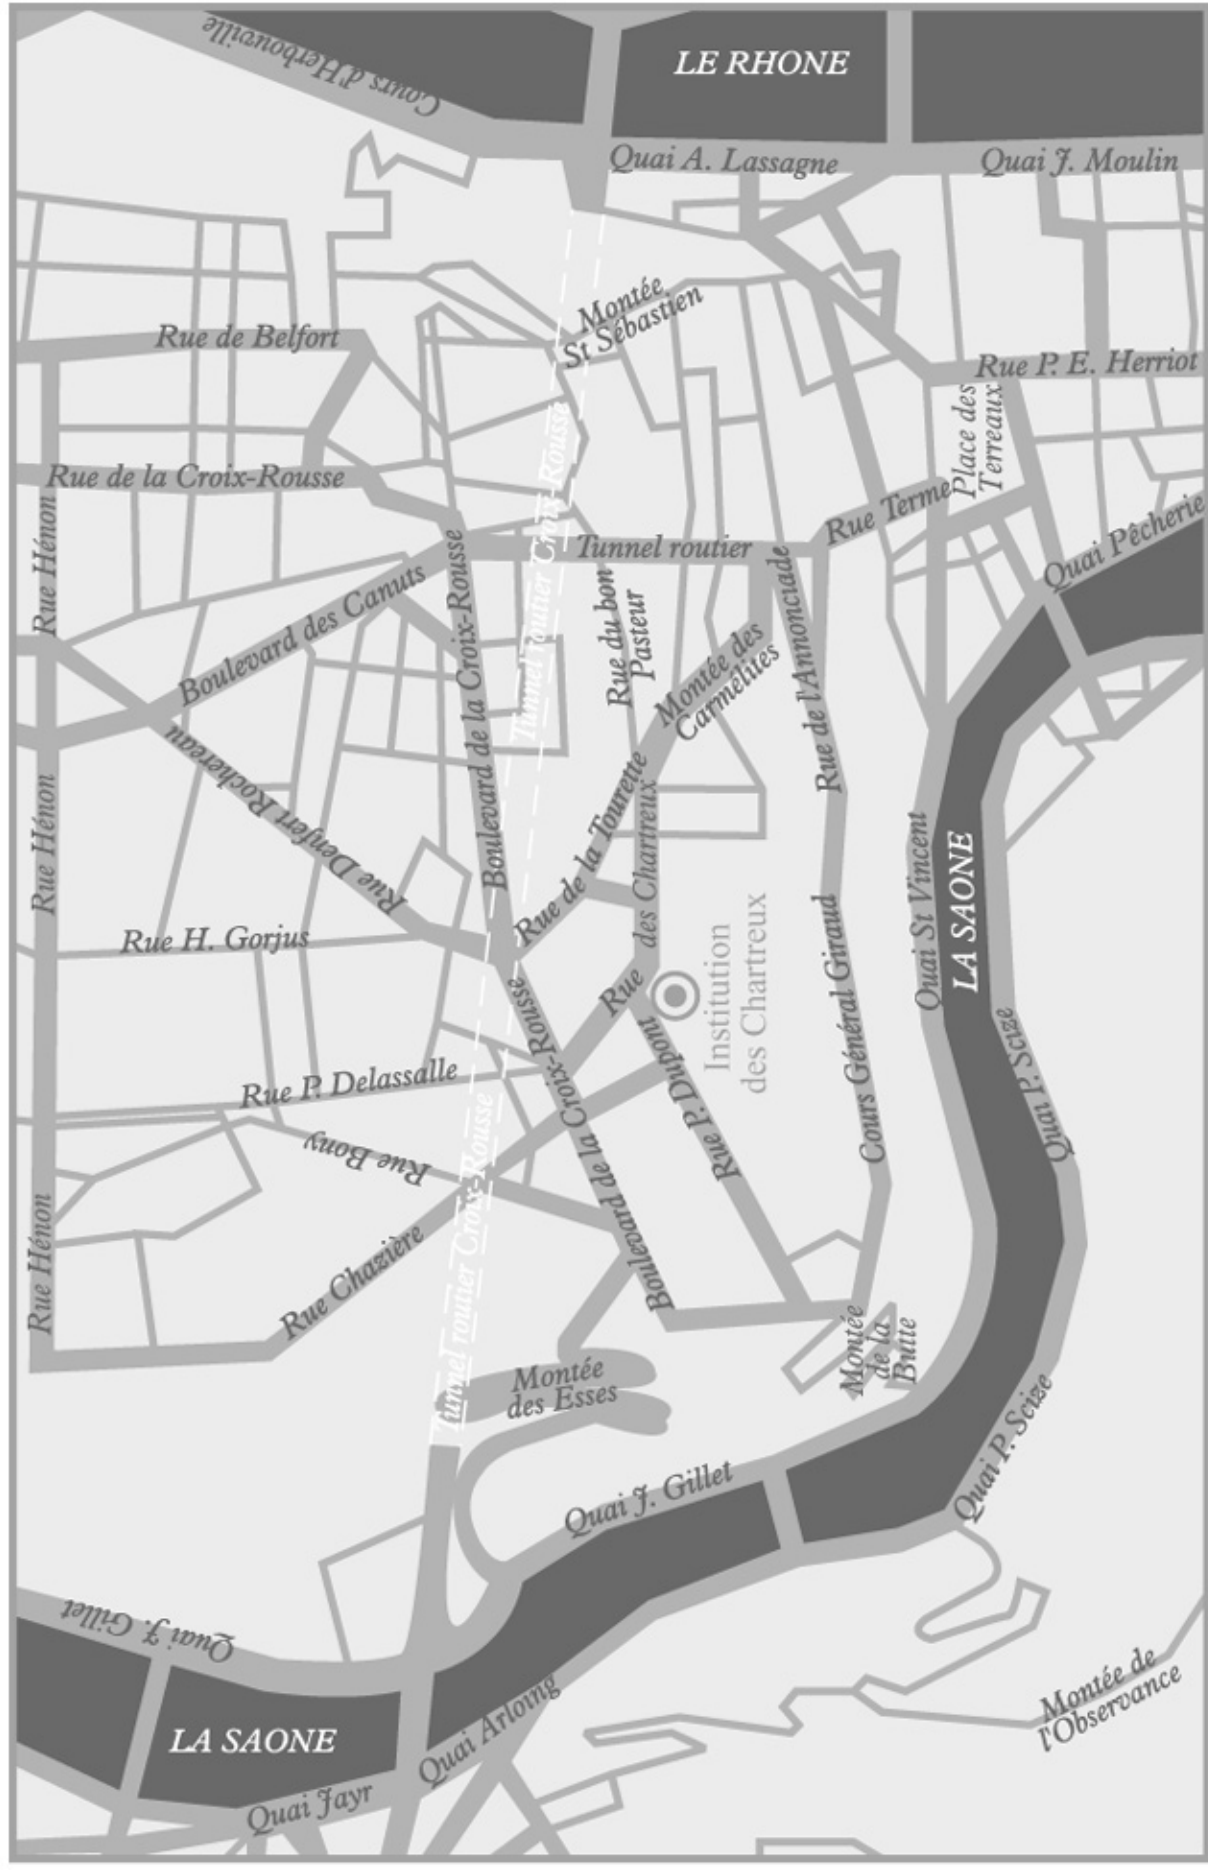 Cours d'Herbouville
LE RHONE
Quai A. Lassagne
Quai J. Moulin
Montée
St Sébastien
Rue de Belfort
Rue P. E. Herriot
Place des
Terreaux
Rue de la Croix-Rousse
Rue Terme
Quai Pêcherie
Rue Hénon
Tunnel routier Croix-Rousse
Tunnel routier
Boulevard des Canuts
Boulevard de la Croix-Rousse
Rue du bon
Pasteur
Montée des
Carmélites
Rue de l'Annonciade
Rue Denfert Rochereau
Rue Hénon
Rue de la Tourette
Rue des Chartreux
Quai St Vincent
LA SAONE
Rue H. Gorjus
Institution
des Chartreux
Cours Général Giraud
Boulevard de la Croix-Rousse
Rue P. Dupont
Quai P. Scize
Rue P. Delassalle
Rue Bony
Tunnel routier Croix-Rousse
Rue Hénon
Rue Chazière
Montée
de la
Butte
Montée
des Esses
Quai P. Scize
Quai J. Gillet
Quai J. Gillet
Montée de
l'Observance
Quai Arloing
LA SAONE
Quai Jayr